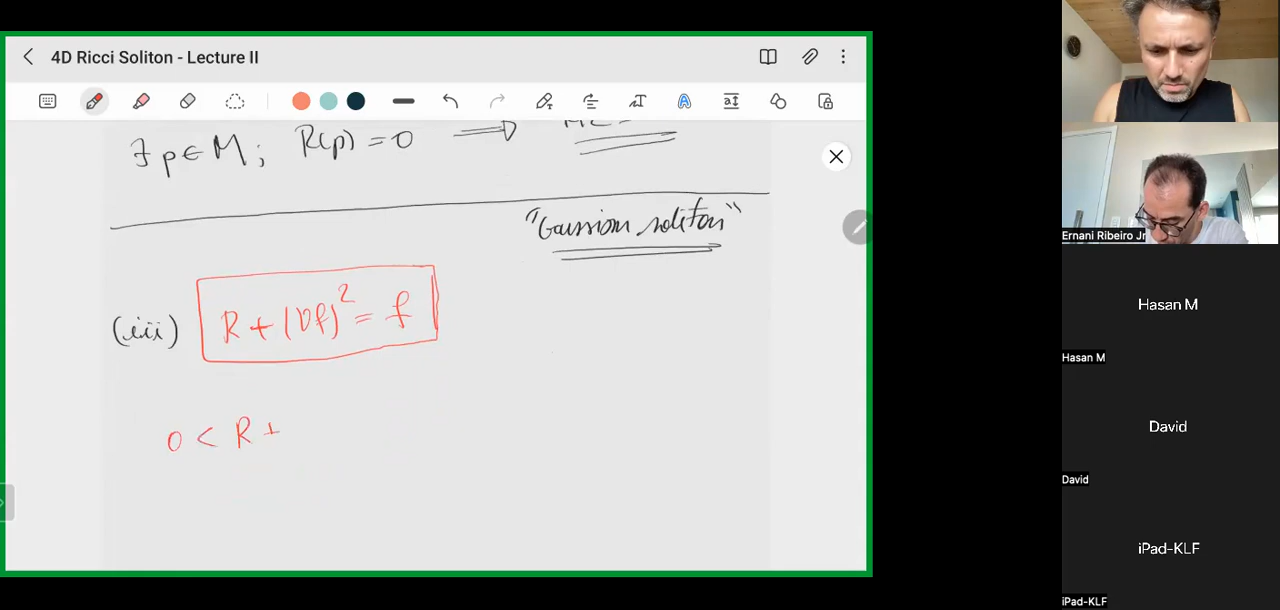 4D Ricci Soliton - Lecture II
∃ p ∈ M; R(p) = 0 ⟹
"Gaussian soliton"
(iii) R + |∇f|² = f
0 < R +
Ernani Ribeiro Jr
Hasan M
Hasan M
David
David
iPad-KLF
iPad-KLF